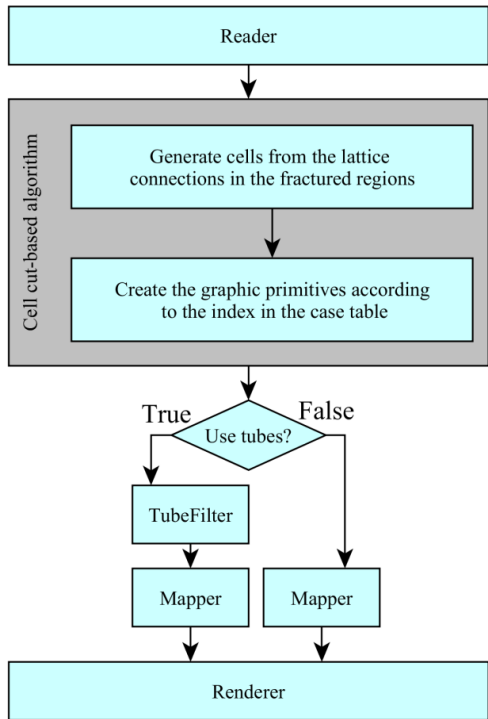 Reader
Cell cut-based algorithm
Generate cells from the lattice
connections in the fractured regions
Create the graphic primitives according
to the index in the case table
True
False
Use tubes?
TubeFilter
Mapper
Mapper
Renderer